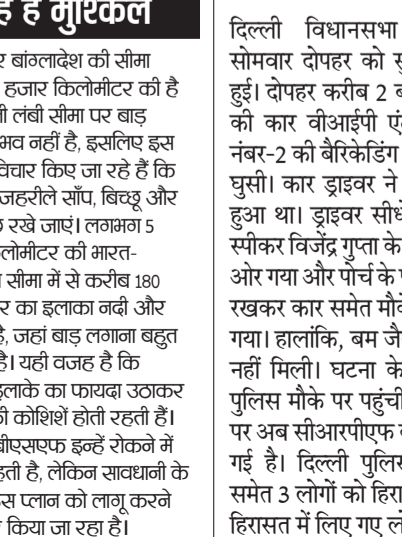 ह है मुश्किल
र बांग्लादेश की सीमा
हजार किलोमीटर की है
ी लंबी सीमा पर बाड़
भव नहीं है, इसलिए इस
विचार किए जा रहे हैं कि
जहरीले साँप, बिच्छू और
रखे जाएं। लगभग 5
लोमीटर की भारत-
सीमा में से करीब 180
र का इलाका नदी और
है, जहां बाड़ लगाना बहुत
है। यही वजह है कि
इलाके का फायदा उठाकर
की कोशिशें होती रहती हैं।
बीएसएफ इन्हें रोकने में
हती है, लेकिन सावधानी के
स प्लान को लागू करने
किया जा रहा है।
दिल्ली विधानसभा
सोमवार दोपहर को सु
हुई। दोपहर करीब 2 ब
की कार वीआईपी एं
नंबर-2 की बैरिकेडिंग
घुसी। कार ड्राइवर ने
हुआ था। ड्राइवर सीधे
स्पीकर विजेंद्र गुप्ता के
ओर गया और पोर्च के प
रखकर कार समेत मौके
गया। हालांकि, बम जै
नहीं मिली। घटना के
पुलिस मौके पर पहुंची
पर अब सीआरपीएफ क
गई है। दिल्ली पुलिस
समेत 3 लोगों को हिरा
हिरासत में लिए गए लो